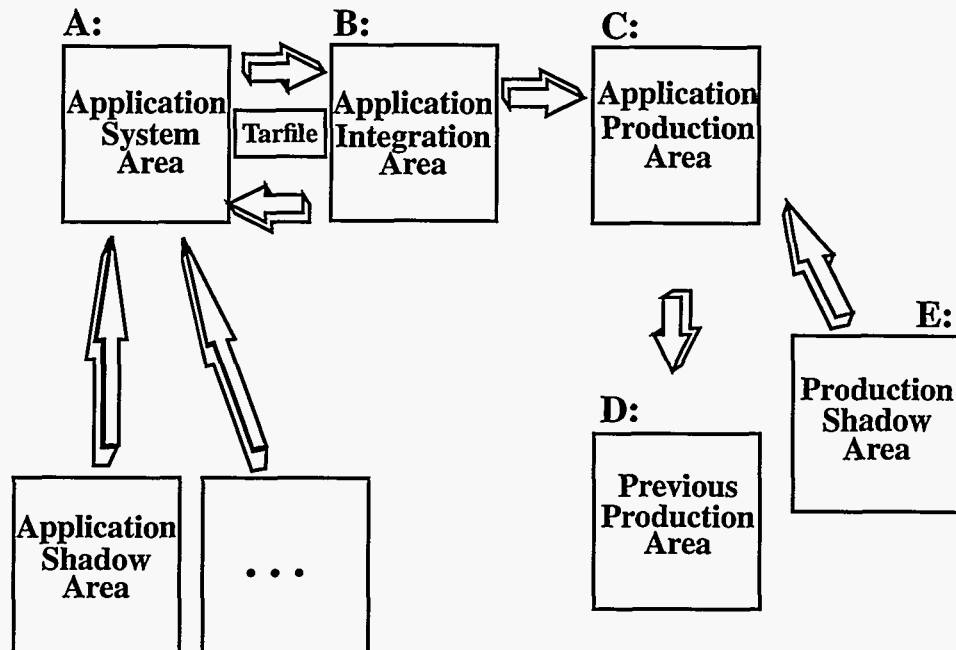 A:
Application
System
Area
Tarfile
B:
Application
Integration
Area
C:
Application
Production
Area
E:
Production
Shadow
Area
D:
Previous
Production
Area
Application
Shadow
Area
• • •